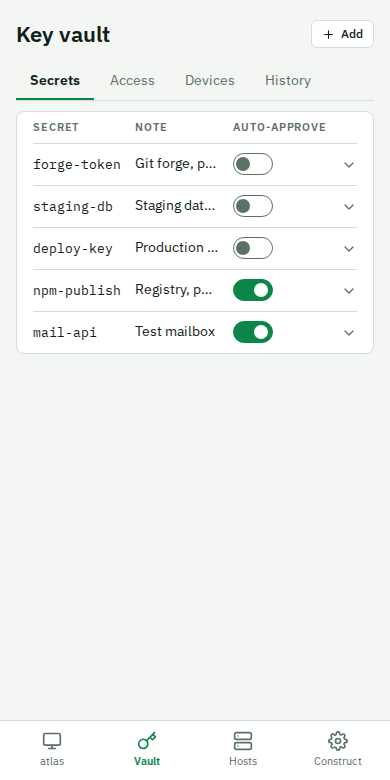 Key vault
Add
Secrets Access Devices History
SECRET NOTE AUTO-APPROVE
forge-token Git forge, p...
staging-db Staging dat...
deploy-key Production ...
npm-publish Registry, p...
mail-api Test mailbox
atlas Vault Hosts Construct